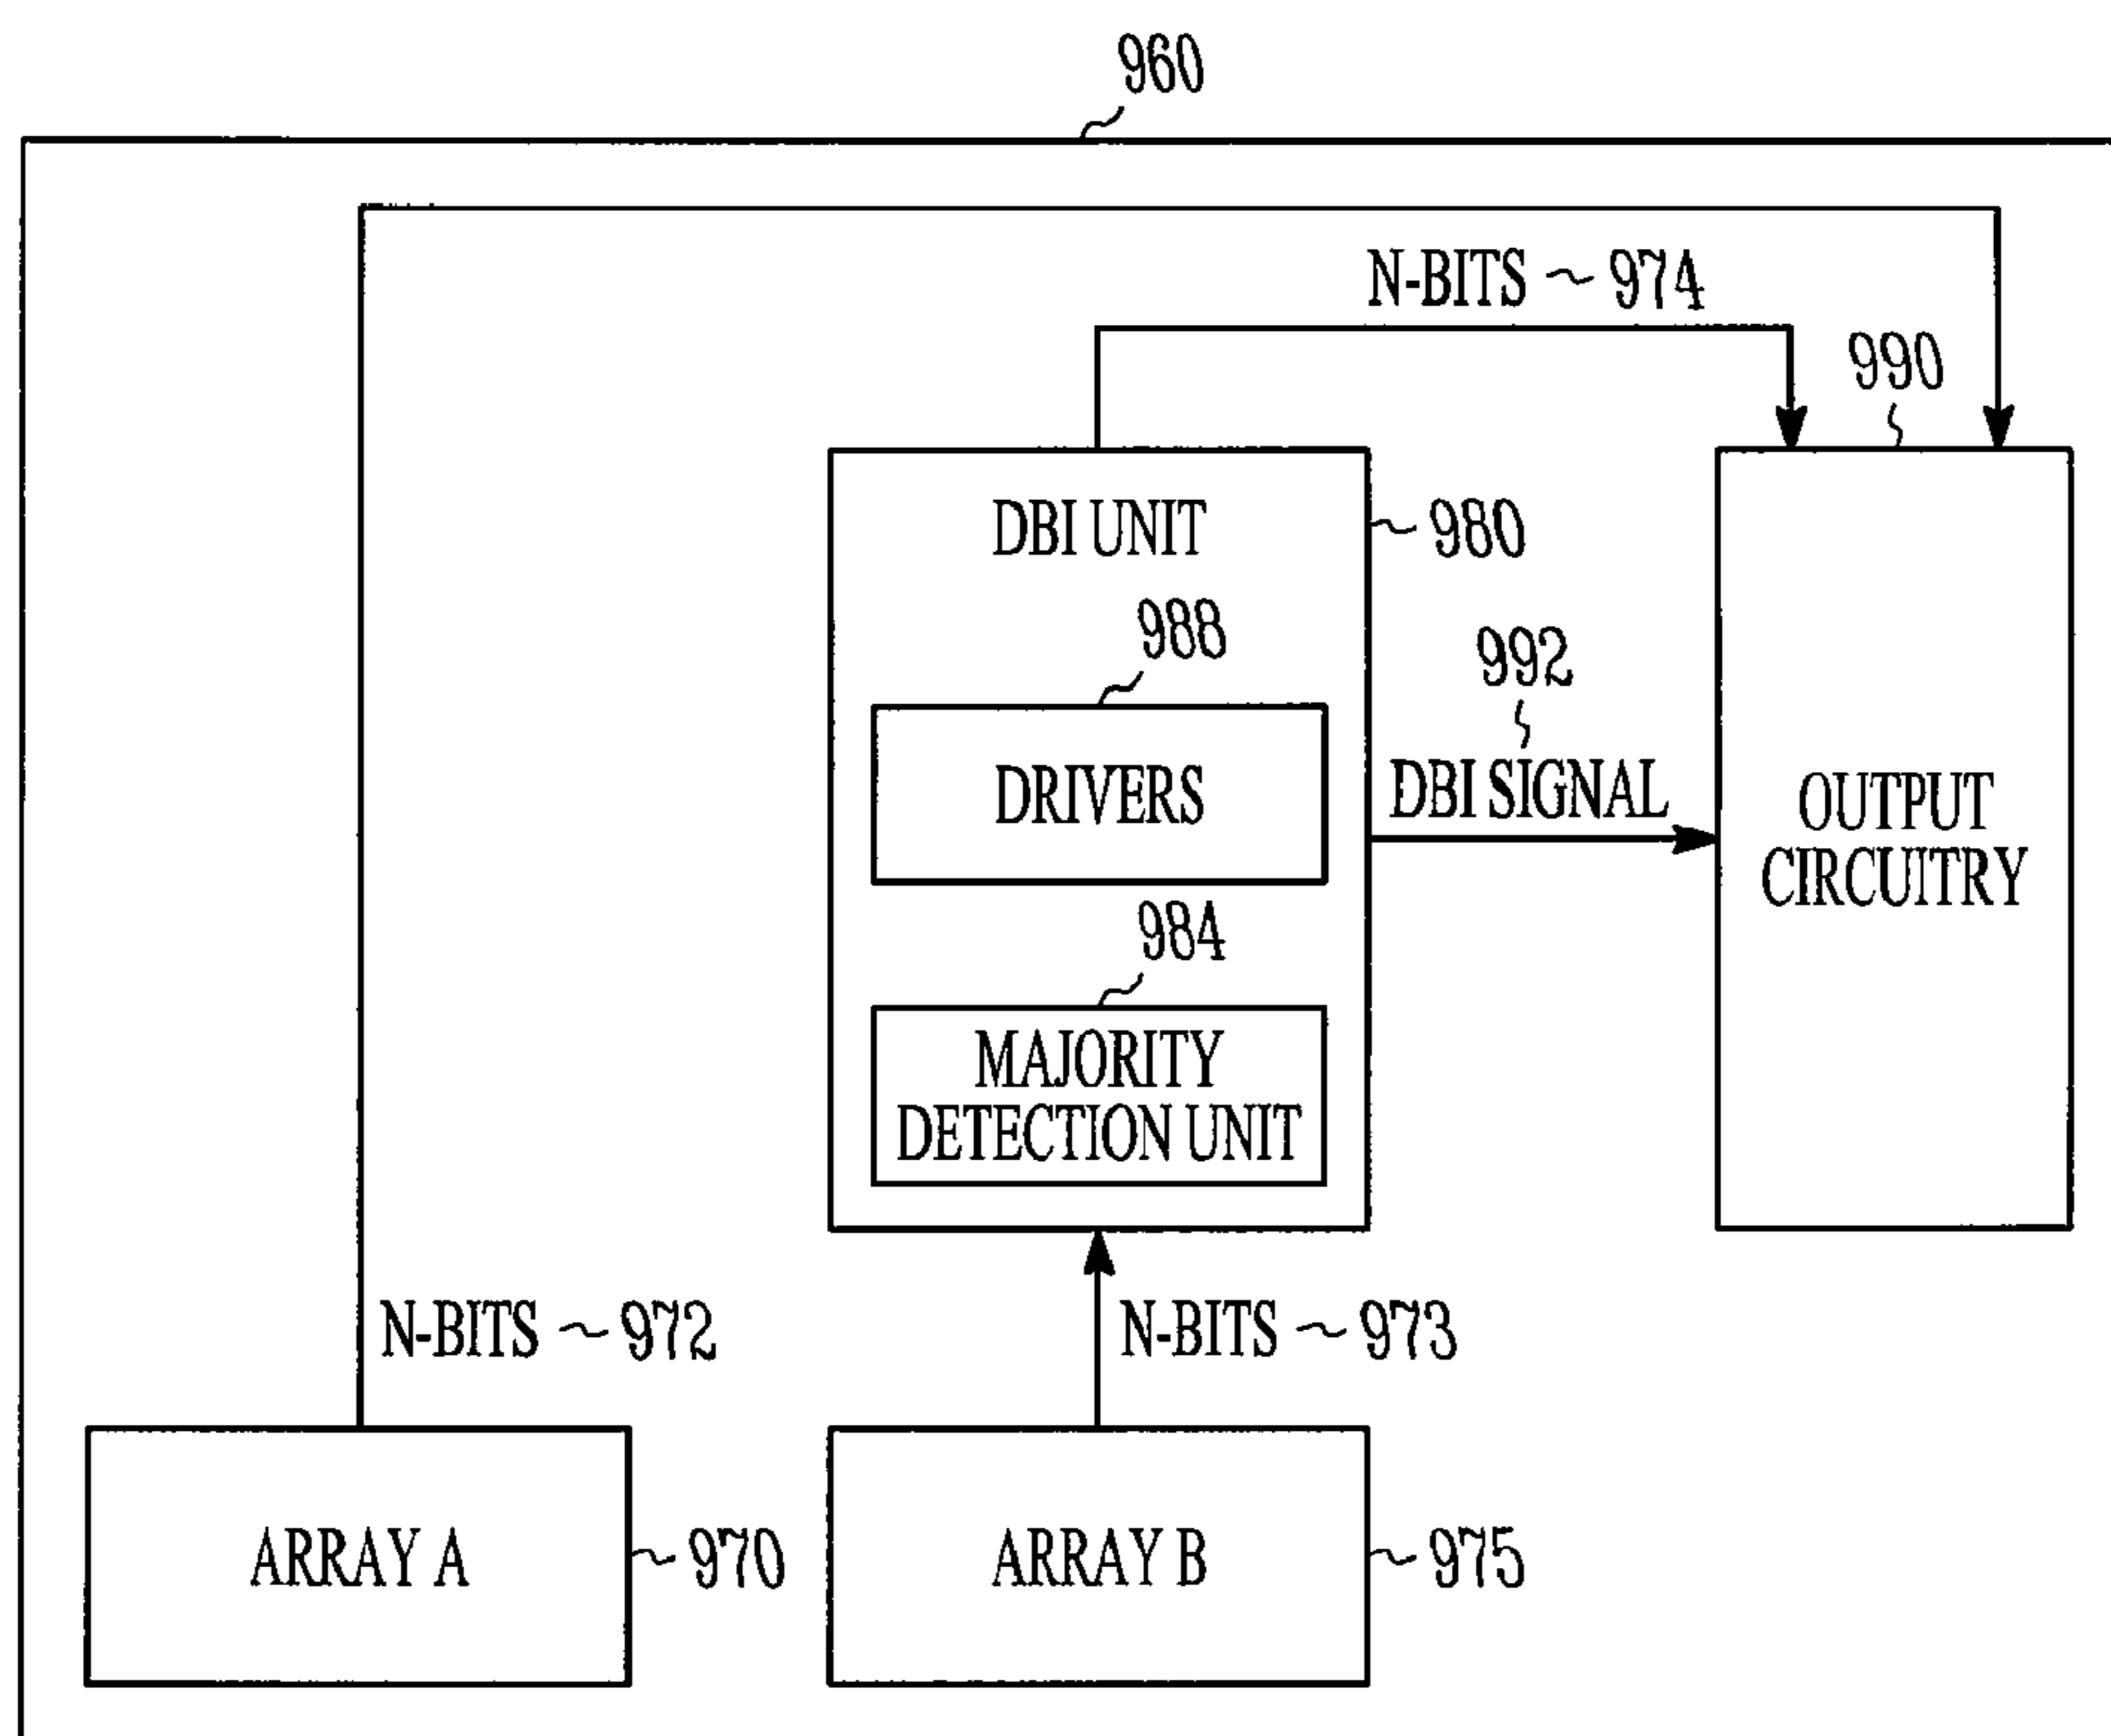 960
N-BITS ~ 974
990
DBI UNIT
980
988
992
DRIVERS
DBI SIGNAL
OUTPUT
CIRCUITRY
984
MAJORITY
DETECTION UNIT
N-BITS ~ 972
N-BITS ~ 973
ARRAY A
970
ARRAY B
975